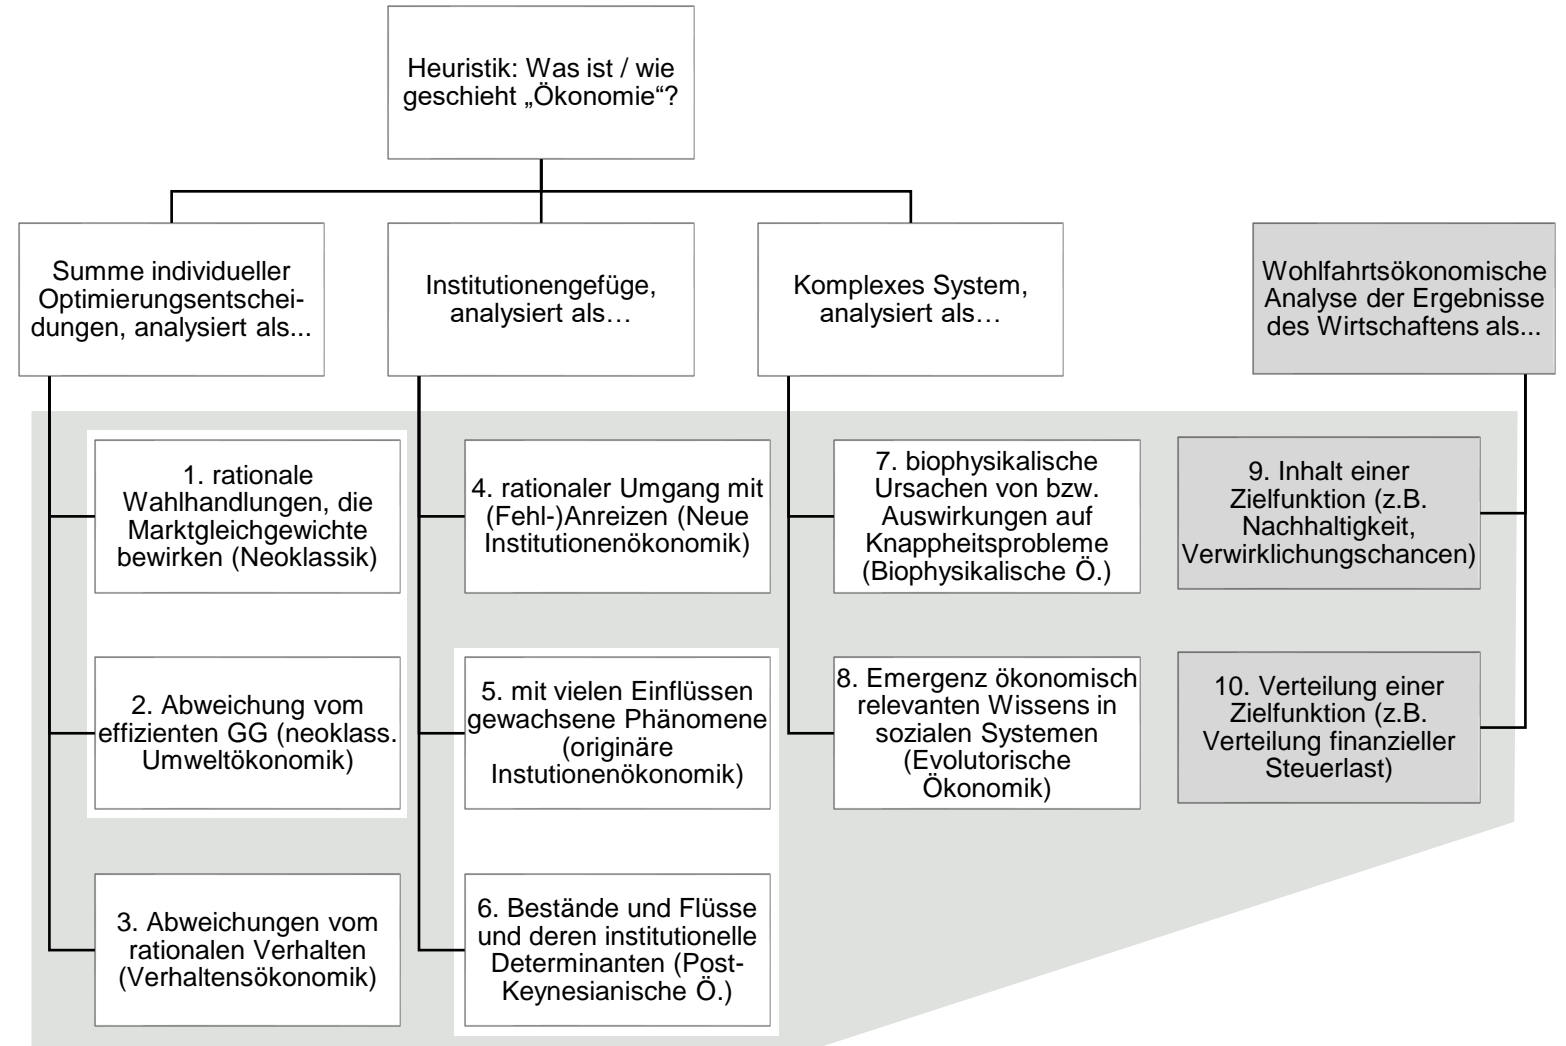 Heuristik: Was ist / wie
geschieht „Ökonomie“?
Summe individueller
Optimierungsentschei-
dungen, analysiert als...
Institutionengefüge,
analysiert als…
Komplexes System,
analysiert als…
Wohlfahrtsökonomische
Analyse der Ergebnisse
des Wirtschaftens als...
1. rationale
Wahlhandlungen, die
Marktgleichgewichte
bewirken (Neoklassik)
2. Abweichung vom
effizienten GG (neoklass.
Umweltökonomik)
3. Abweichungen vom
rationalen Verhalten
(Verhaltensökonomik)
4. rationaler Umgang mit
(Fehl-)Anreizen (Neue
Institutionenökonomik)
5. mit vielen Einflüssen
gewachsene Phänomene
(originäre
Instutionenökonomik)
6. Bestände und Flüsse
und deren institutionelle
Determinanten (Post-
Keynesianische Ö.)
7. biophysikalische
Ursachen von bzw.
Auswirkungen auf
Knappheitsprobleme
(Biophysikalische Ö.)
8. Emergenz ökonomisch
relevanten Wissens in
sozialen Systemen
(Evolutorische
Ökonomik)
9. Inhalt einer
Zielfunktion (z.B.
Nachhaltigkeit,
Verwirklichungschancen)
10. Verteilung einer
Zielfunktion (z.B.
Verteilung finanzieller
Steuerlast)